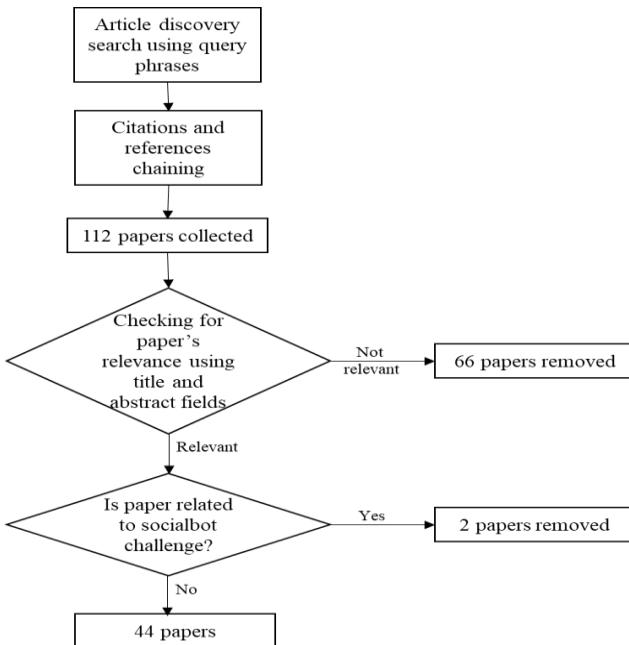 Article discovery
search using query
phrases
Citations and
references
chaining
112 papers collected
Checking for
paper's
relevance using
title and
abstract fields
Not
relevant
66 papers removed
Relevant
Is paper related
to socialbot
challenge?
Yes
2 papers removed
No
44 papers